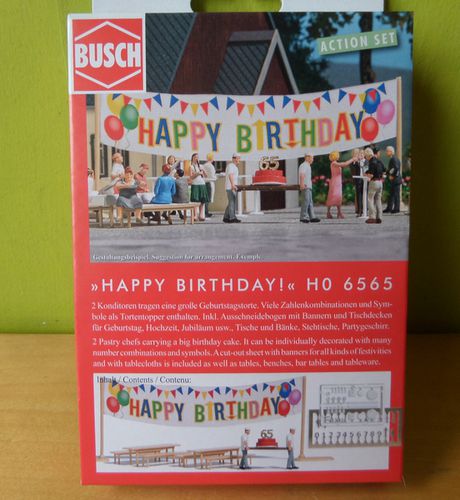 BUSCH
ACTION SET
HAPPY BIRTHDAY
65
Gestaltungsbeispiel. Suggestion for arrangement. Exemple.
»HAPPY BIRTHDAY!« H0 6565
2 Konditoren tragen eine große Geburtstagstorte. Viele Zahlenkombinationen und Sym-
bole als Tortentopper enthalten. Inkl. Ausschneidebogen mit Bannern und Tischdecken
für Geburtstag, Hochzeit, Jubiläum usw., Tische und Bänke, Stehtische, Partygeschirr.
2 Pastry chefs carrying a big birthday cake. It can be individually decorated with many
number combinations and symbols. A cut-out sheet with banners for all kinds of festivities
and with tablecloths is included as well as tables, benches, bar tables and tableware.
Inhalt / Contents / Contenu:
HAPPY BIRTHDAY
65